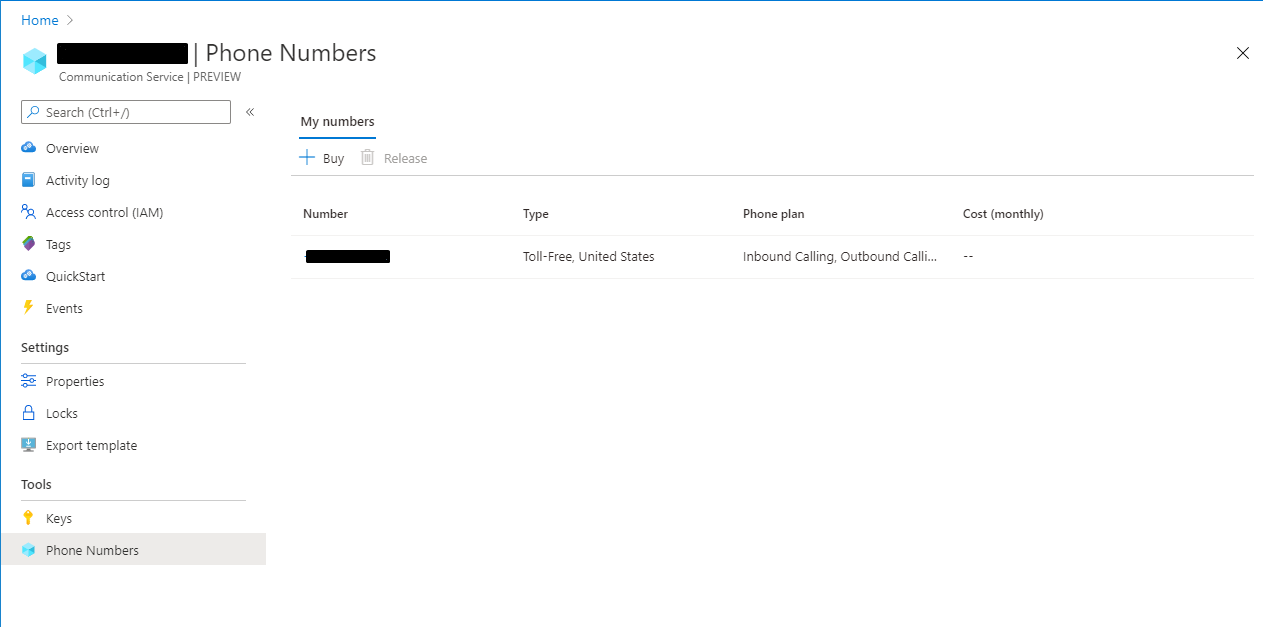 Home
| Phone Numbers
Communication Service | PREVIEW
Search (Ctrl+/)
Overview
Activity log
Access control (IAM)
Tags
QuickStart
Events
Settings
Properties
Locks
Export template
Tools
Keys
Phone Numbers
My numbers
Buy Release
Number Type Phone plan Cost (monthly)
Toll-Free, United States Inbound Calling, Outbound Calli... --